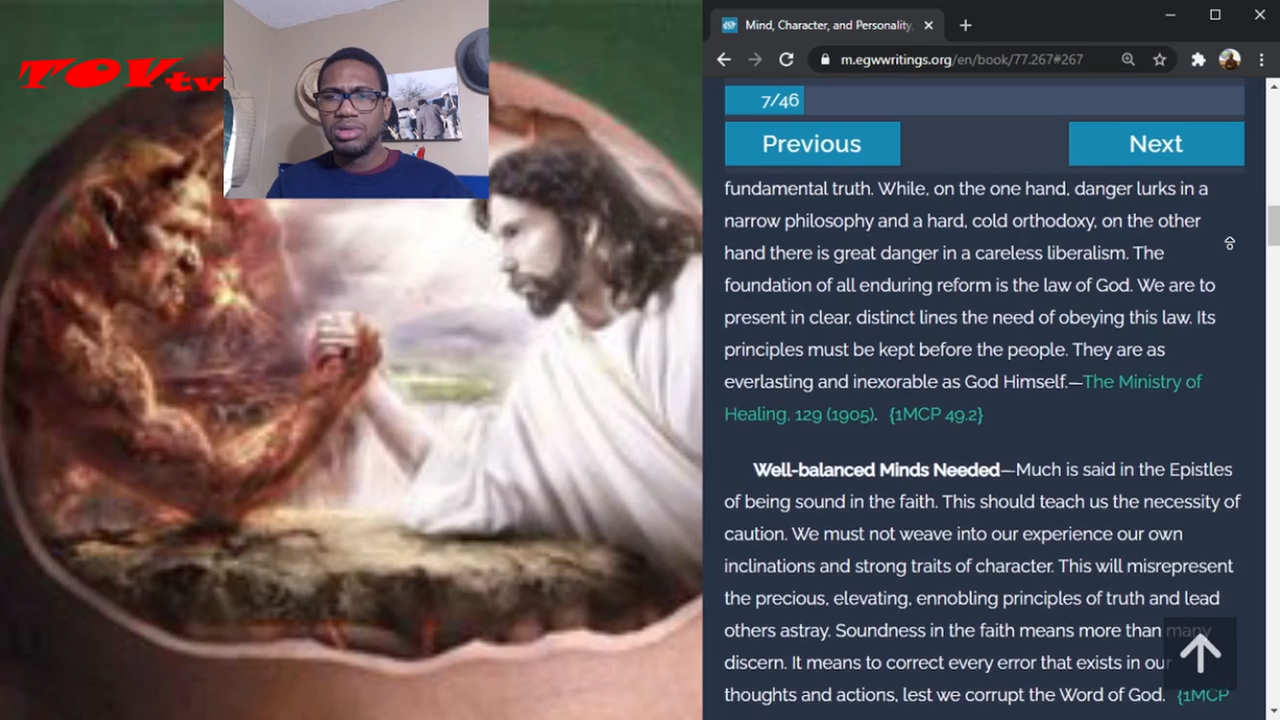 TOVtv
Mind, Character, and Personality,
m.egwwritings.org/en/book/77.267#267
7/46
Previous
Next
fundamental truth. While, on the one hand, danger lurks in a
narrow philosophy and a hard, cold orthodoxy, on the other
hand there is great danger in a careless liberalism. The
foundation of all enduring reform is the law of God. We are to
present in clear, distinct lines the need of obeying this law. Its
principles must be kept before the people. They are as
everlasting and inexorable as God Himself.—The Ministry of
Healing, 129 (1905). {1MCP 49.2}
Well-balanced Minds Needed—Much is said in the Epistles
of being sound in the faith. This should teach us the necessity of
caution. We must not weave into our experience our own
inclinations and strong traits of character. This will misrepresent
the precious, elevating, ennobling principles of truth and lead
others astray. Soundness in the faith means more than many
discern. It means to correct every error that exists in our
thoughts and actions, lest we corrupt the Word of God. {1MCP